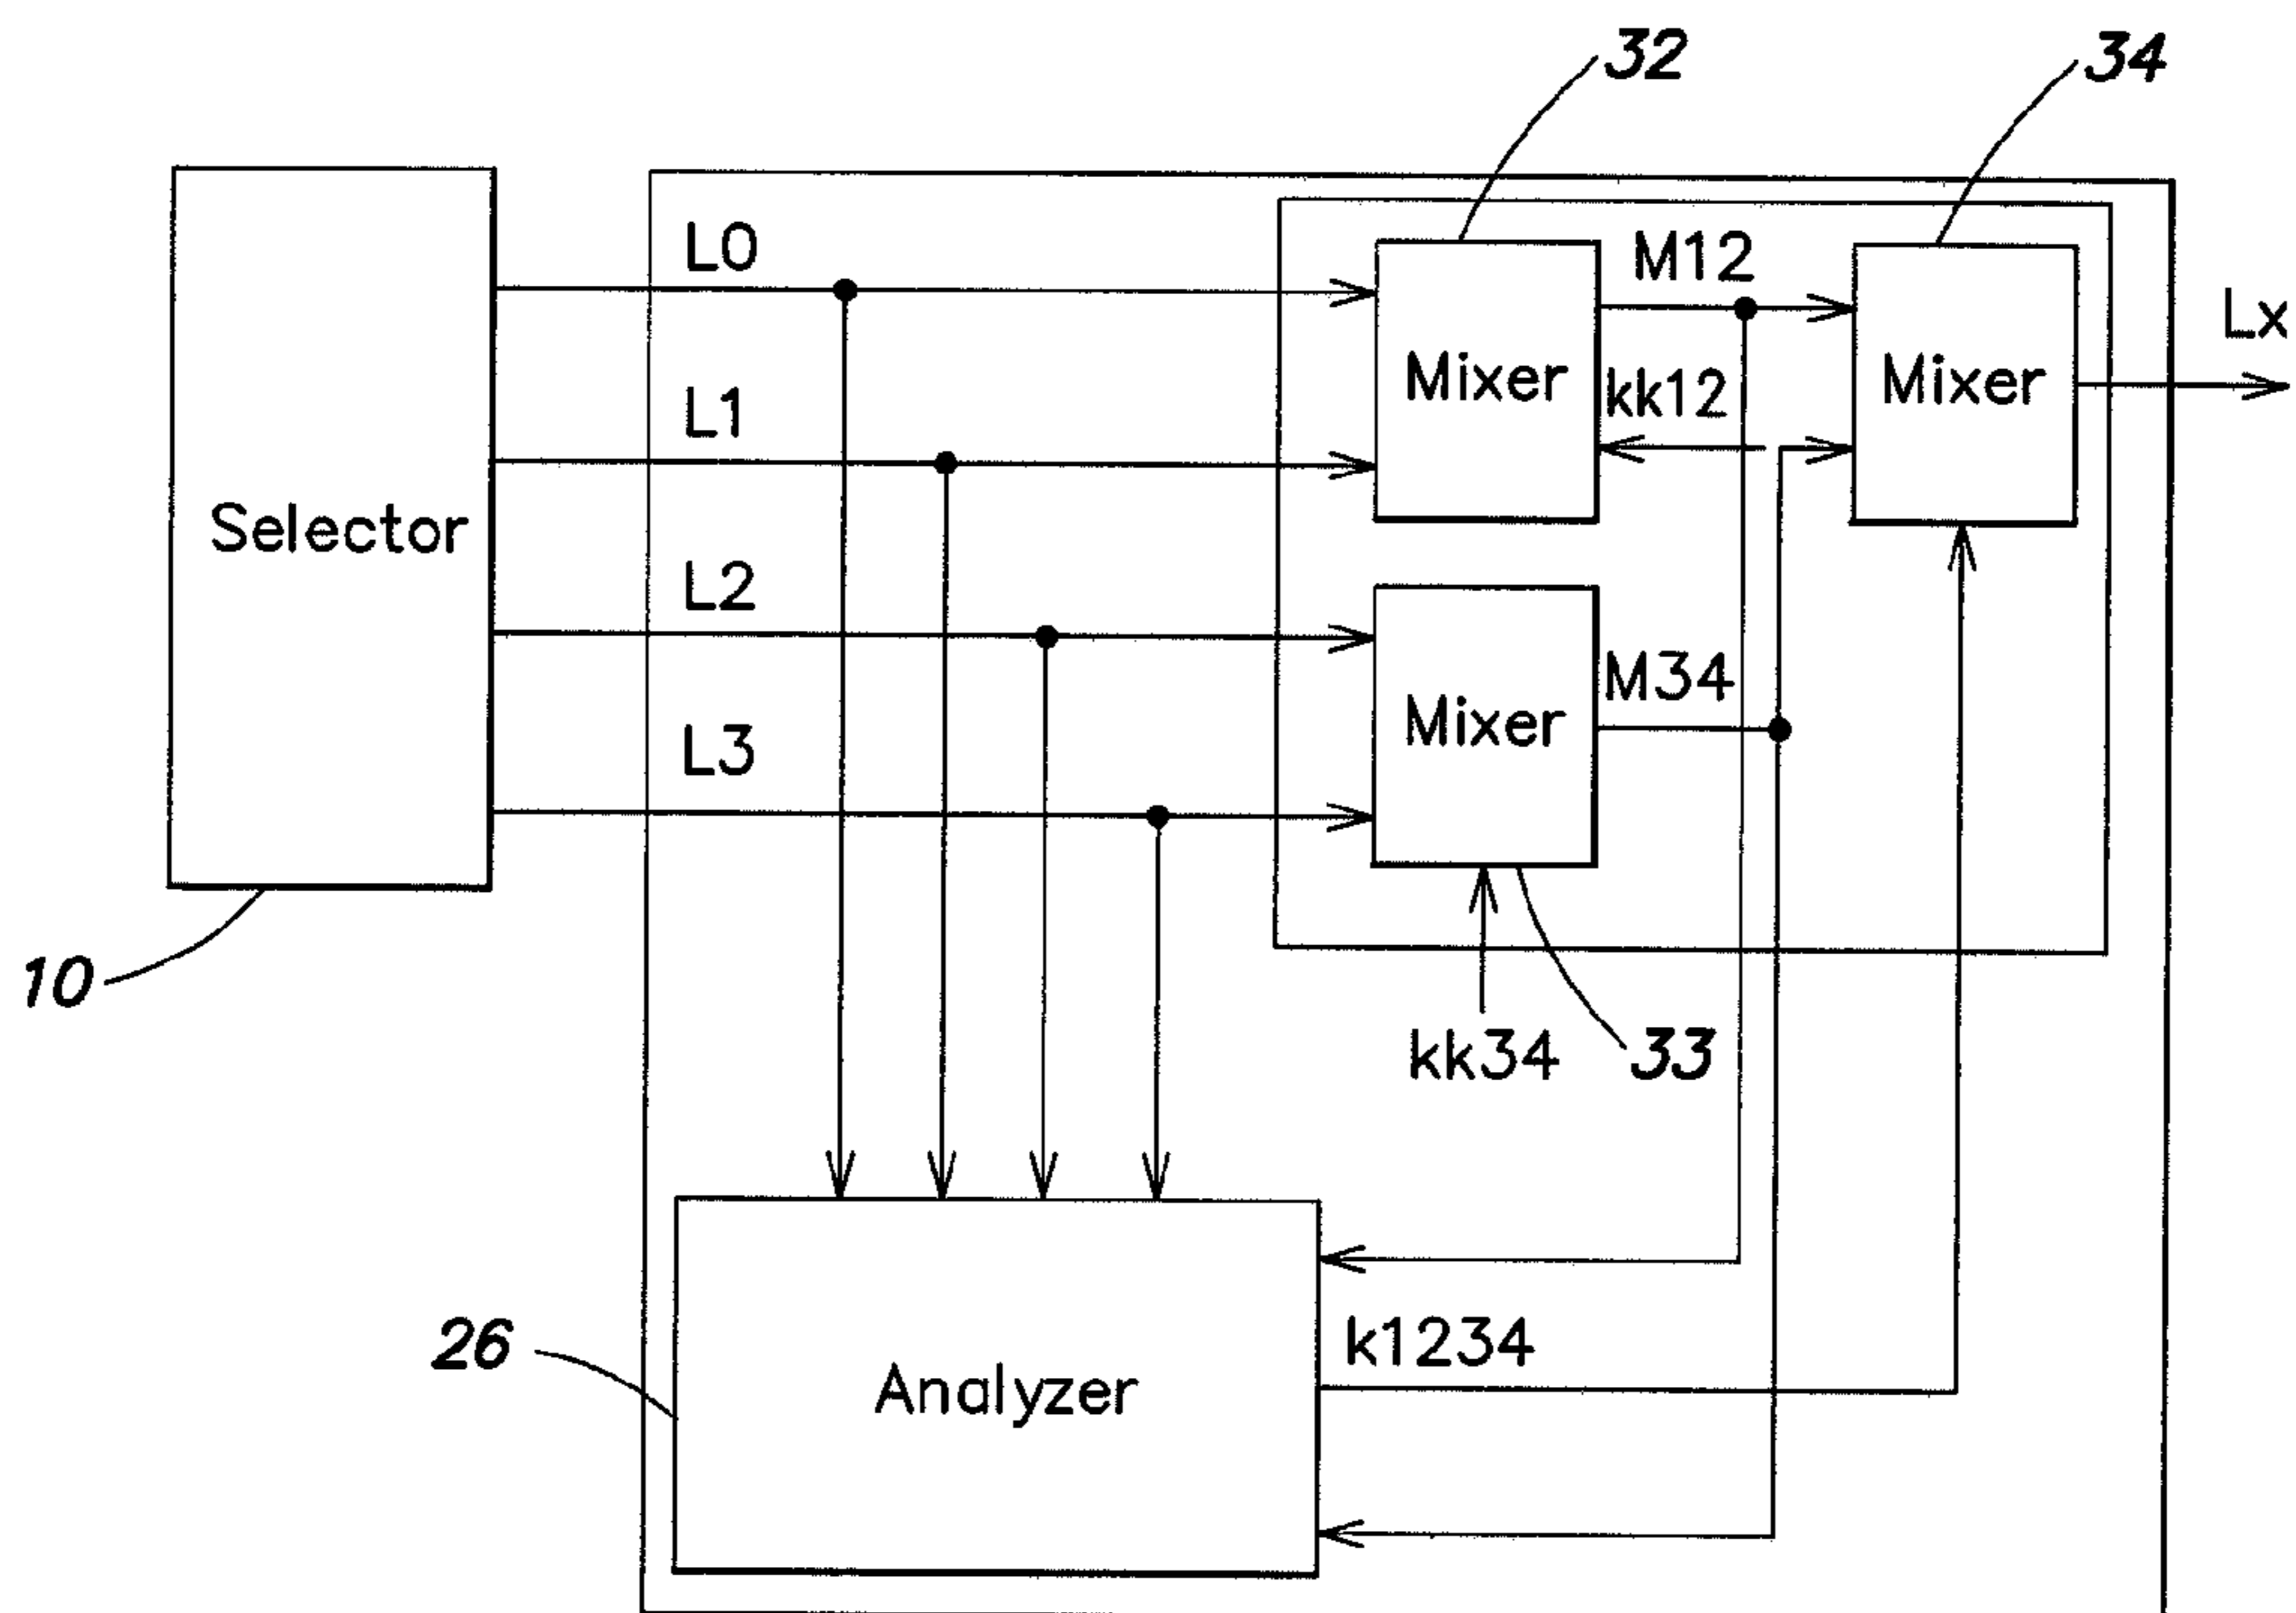 32
34
L0
M12
Lx
Mixer
Mixer
kk12
L1
Selector
L2
M34
Mixer
L3
10
kk34
33
26
k1234
Analyzer